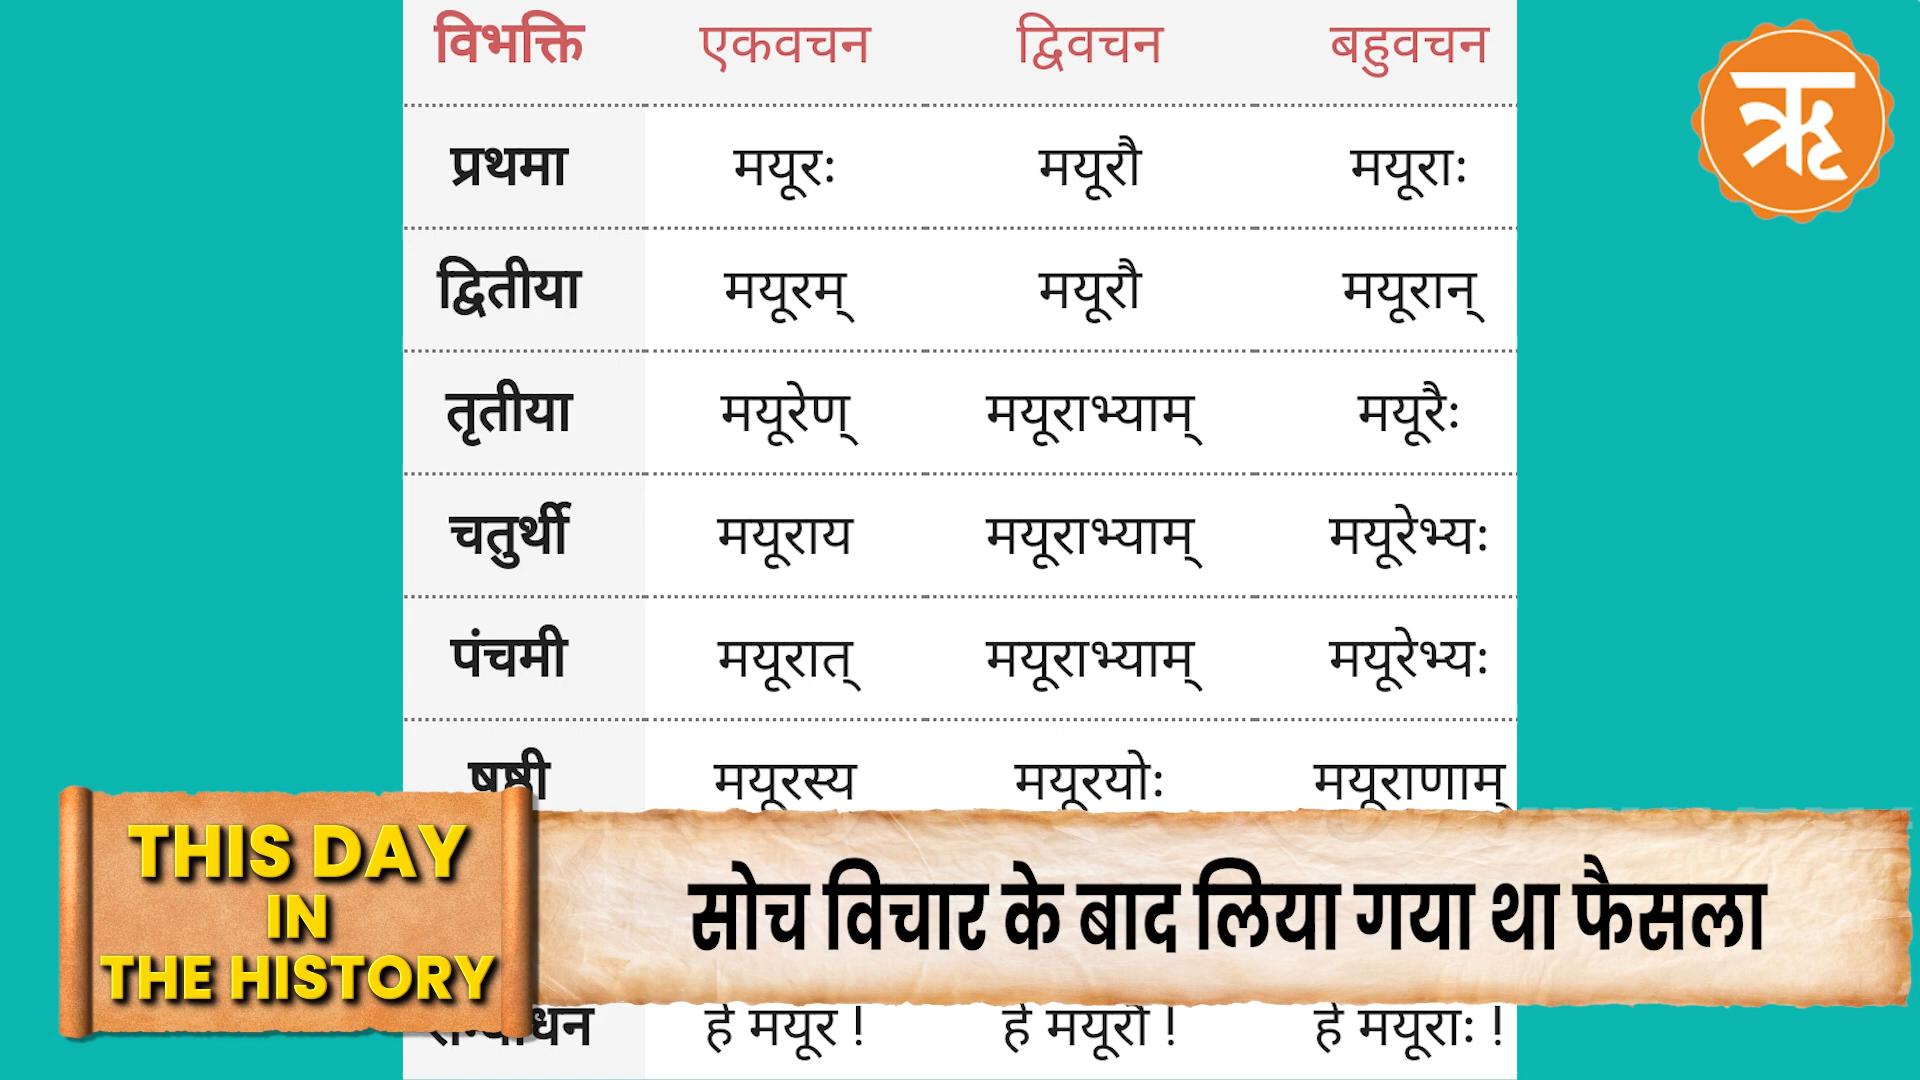 विभक्ति एकवचन द्विवचन बहुवचन
प्रथमा मयूरः मयूरौ मयूराः
द्वितीया मयूरम् मयूरौ मयूरान्
तृतीया मयूरेण् मयूराभ्याम् मयूरैः
चतुर्थी मयूराय मयूराभ्याम् मयूरेभ्यः
पंचमी मयूरात् मयूराभ्याम् मयूरेभ्यः
षष्ठी मयूरस्य मयूरयोः मयूराणाम्
हे मयूर ! हे मयूरौ ! हे मयूराः !
THIS DAY
IN
THE HISTORY
सोच विचार के बाद लिया गया था फैसला
ऋ